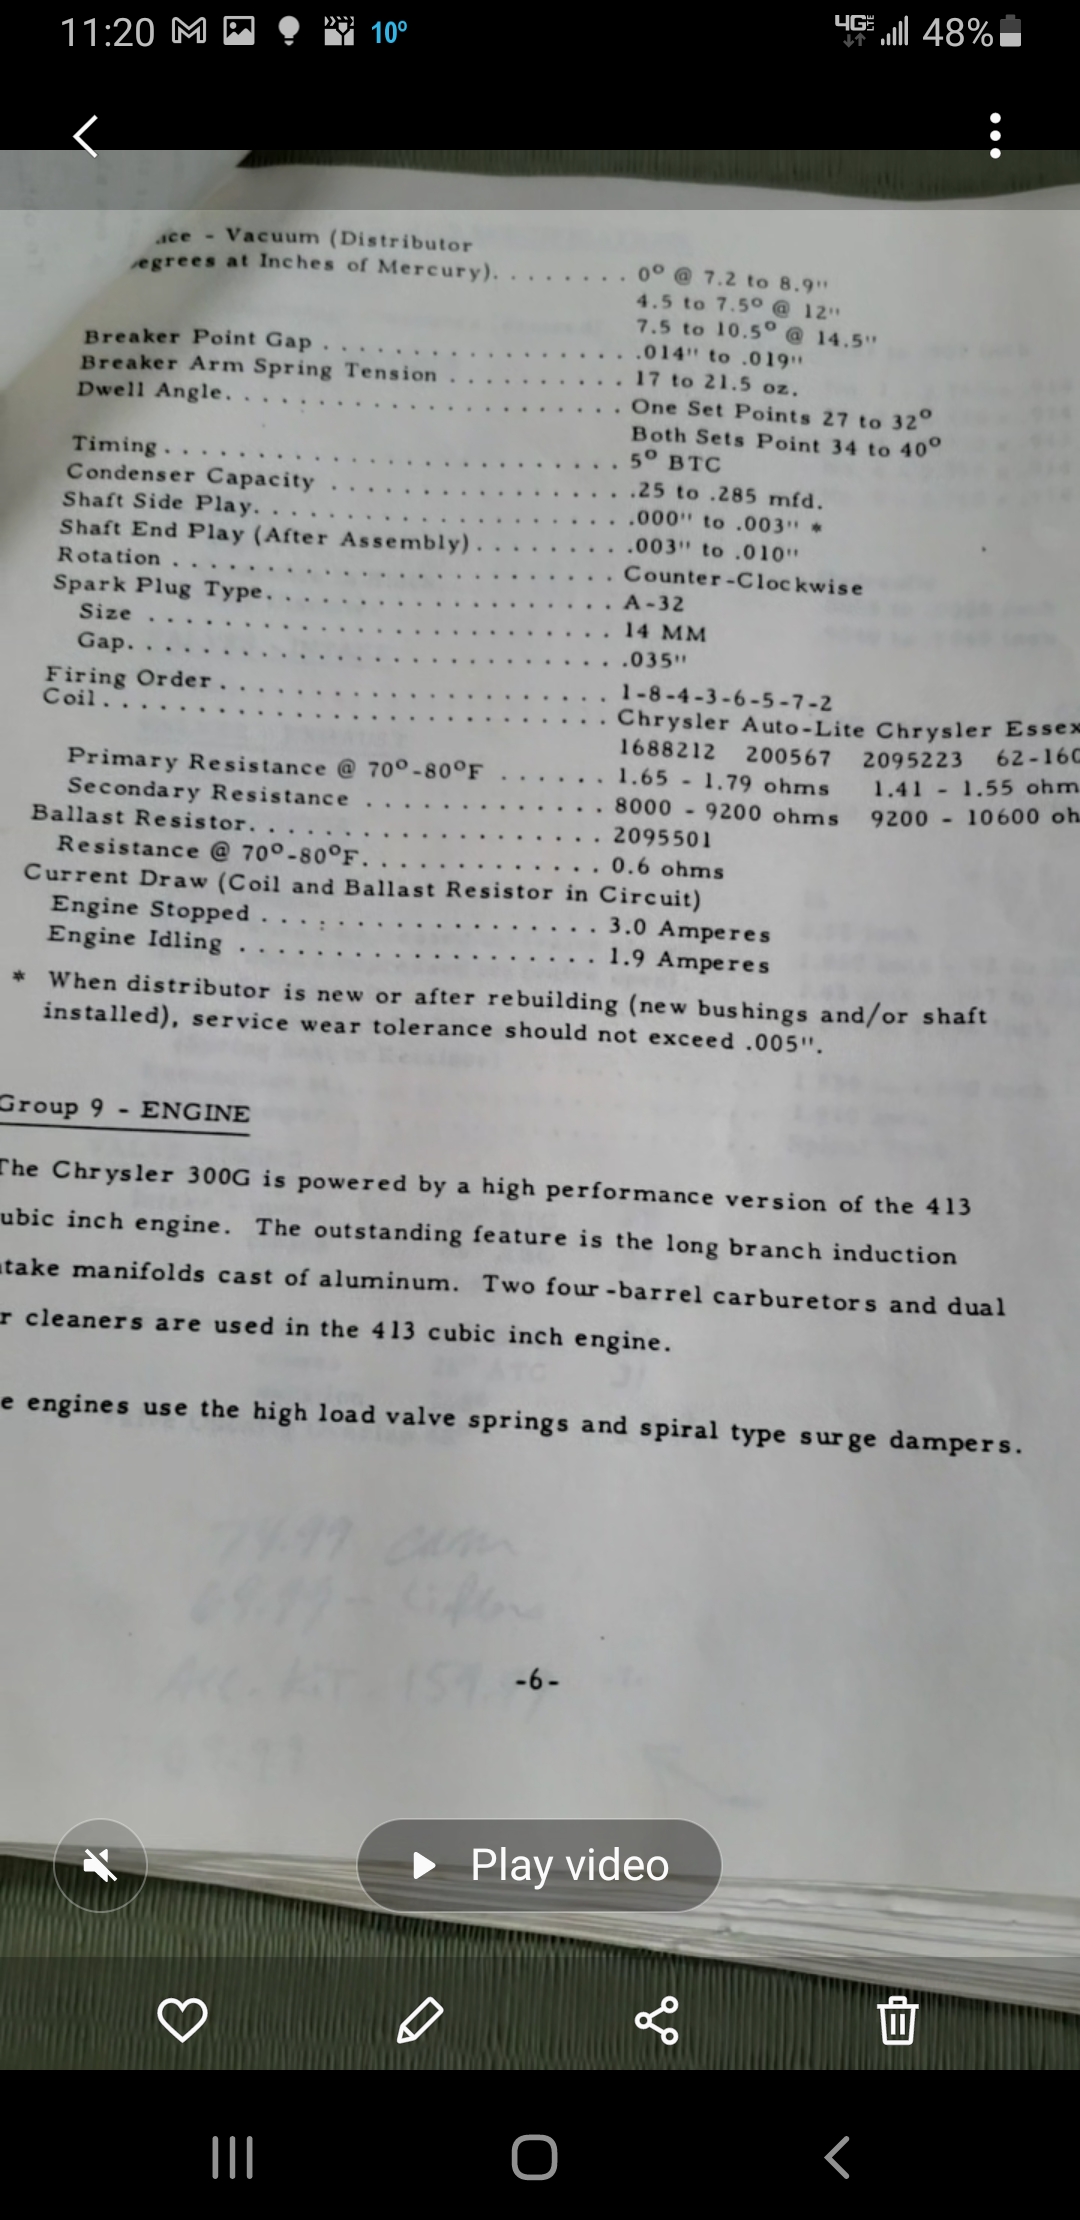 11:20 10° 4G LTE 48%
- Vacuum (Distributor
at Inches of Mercury). . . . . . . . 0° @ 7.2 to 8.9"
4.5 to 7.5° @ 12"
7.5 to 10.5° @ 14.5"
Breaker Point Gap . . . . . . . . . . . . . . . . . .014" to .019"
Breaker Arm Spring Tension . . . . . . . . . . 17 to 21.5 oz.
Dwell Angle. . . . . . . . . . . . . . . . . . . . . . . One Set Points 27 to 32°
Both Sets Point 34 to 40°
Timing . . . . . . . . . . . . . . . . . . . . . . . . . . 5° BTC
Condenser Capacity . . . . . . . . . . . . . . . . .25 to .285 mfd.
Shaft Side Play. . . . . . . . . . . . . . . . . . . . .000" to .003" *
Shaft End Play (After Assembly) . . . . . . . . .003" to .010"
Rotation . . . . . . . . . . . . . . . . . . . . . . . . Counter-Clockwise
Spark Plug Type. . . . . . . . . . . . . . . . . . . A-32
Size . . . . . . . . . . . . . . . . . . . . . . . . . 14 MM
Gap. . . . . . . . . . . . . . . . . . . . . . . . . .035"
Firing Order . . . . . . . . . . . . . . . . . . . . . 1-8-4-3-6-5-7-2
Coil . . . . . . . . . . . . . . . . . . . . . . . . . . . Chrysler Auto-Lite Chrysler Essex
1688212 200567 2095223 62-160
Primary Resistance @ 70°-80°F . . . . . . 1.65 - 1.79 ohms 1.41 - 1.55 ohm
Secondary Resistance . . . . . . . . . . . . . 8000 - 9200 ohms 9200 - 10600 oh
Ballast Resistor. . . . . . . . . . . . . . . . . . . 2095501
Resistance @ 70°-80°F. . . . . . . . . . . . . 0.6 ohms
Current Draw (Coil and Ballast Resistor in Circuit)
Engine Stopped . . . . . . . . . . . . . . . . . . 3.0 Amperes
Engine Idling . . . . . . . . . . . . . . . . . . . 1.9 Amperes
* When distributor is new or after rebuilding (new bushings and/or shaft
installed), service wear tolerance should not exceed .005".
Group 9 - ENGINE
The Chrysler 300G is powered by a high performance version of the 413
ubic inch engine. The outstanding feature is the long branch induction
take manifolds cast of aluminum. Two four-barrel carburetors and dual
r cleaners are used in the 413 cubic inch engine.
e engines use the high load valve springs and spiral type surge dampers.
74.99 cam
69.99 - lifters
-6-
Play video